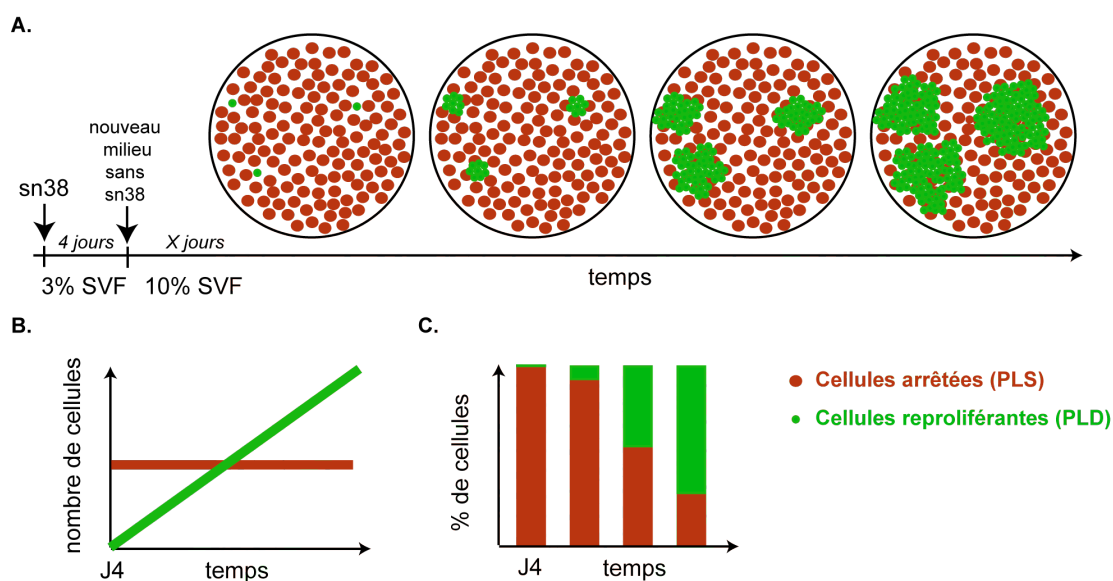 A.
nouveau
milieu
sans
sn38
sn38
4 jours
X jours
3% SVF
10% SVF
temps
B.
C.
nombre de cellules
J4
temps
% de cellules
J4
temps
Cellules arrêtées (PLS)
Cellules reproliférantes (PLD)